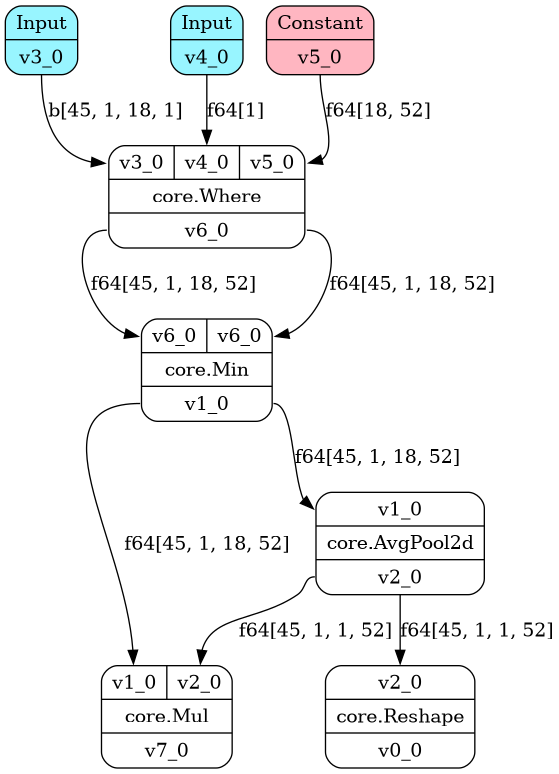 Input
v3_0
Input
v4_0
Constant
v5_0
b[45, 1, 18, 1]
f64[1]
f64[18, 52]
v3_0 v4_0 v5_0
core.Where
v6_0
f64[45, 1, 18, 52]
f64[45, 1, 18, 52]
v6_0 v6_0
core.Min
v1_0
f64[45, 1, 18, 52]
v1_0
core.AvgPool2d
v2_0
f64[45, 1, 18, 52]
f64[45, 1, 1, 52]
f64[45, 1, 1, 52]
v1_0 v2_0
core.Mul
v7_0
v2_0
core.Reshape
v0_0